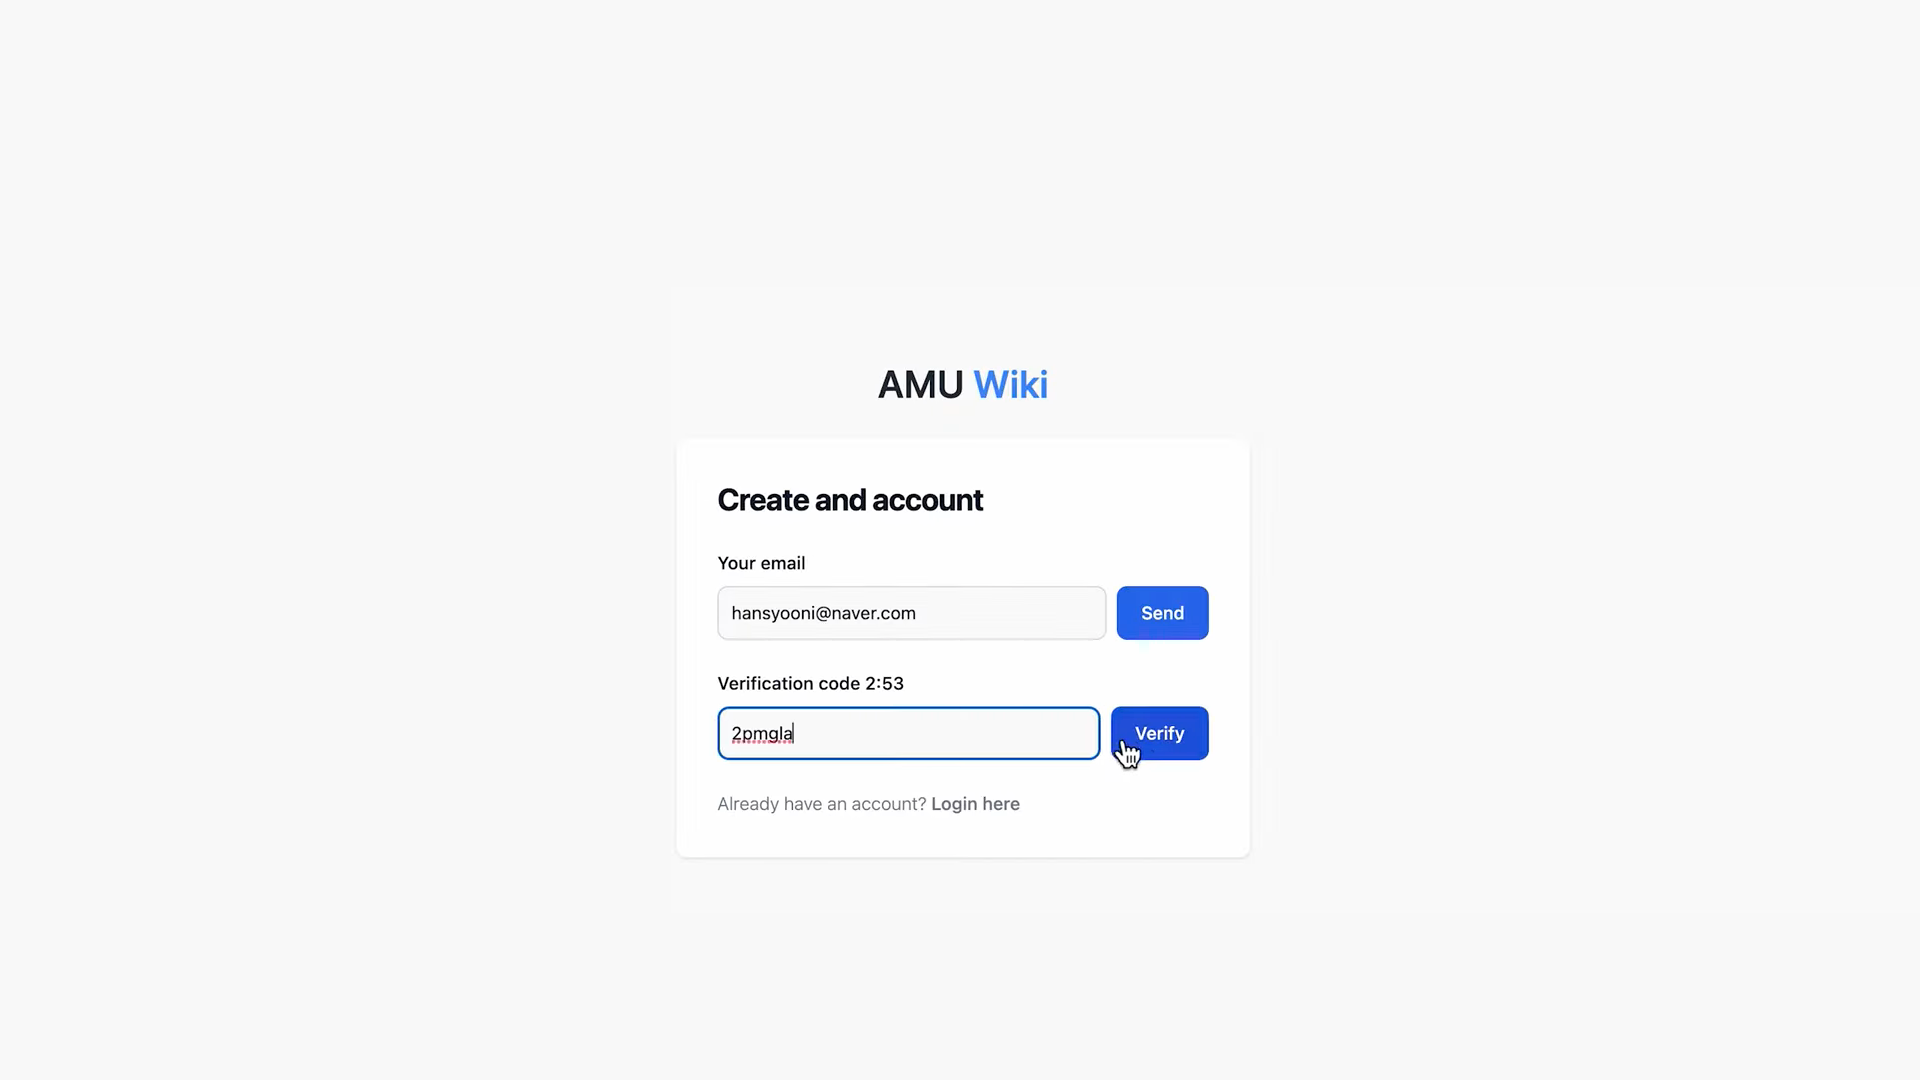 AMU Wiki
Create and account
Your email
hansyooni@naver.com
Send
Verification code 2:53
2pmgla
Verify
Already have an account? Login here